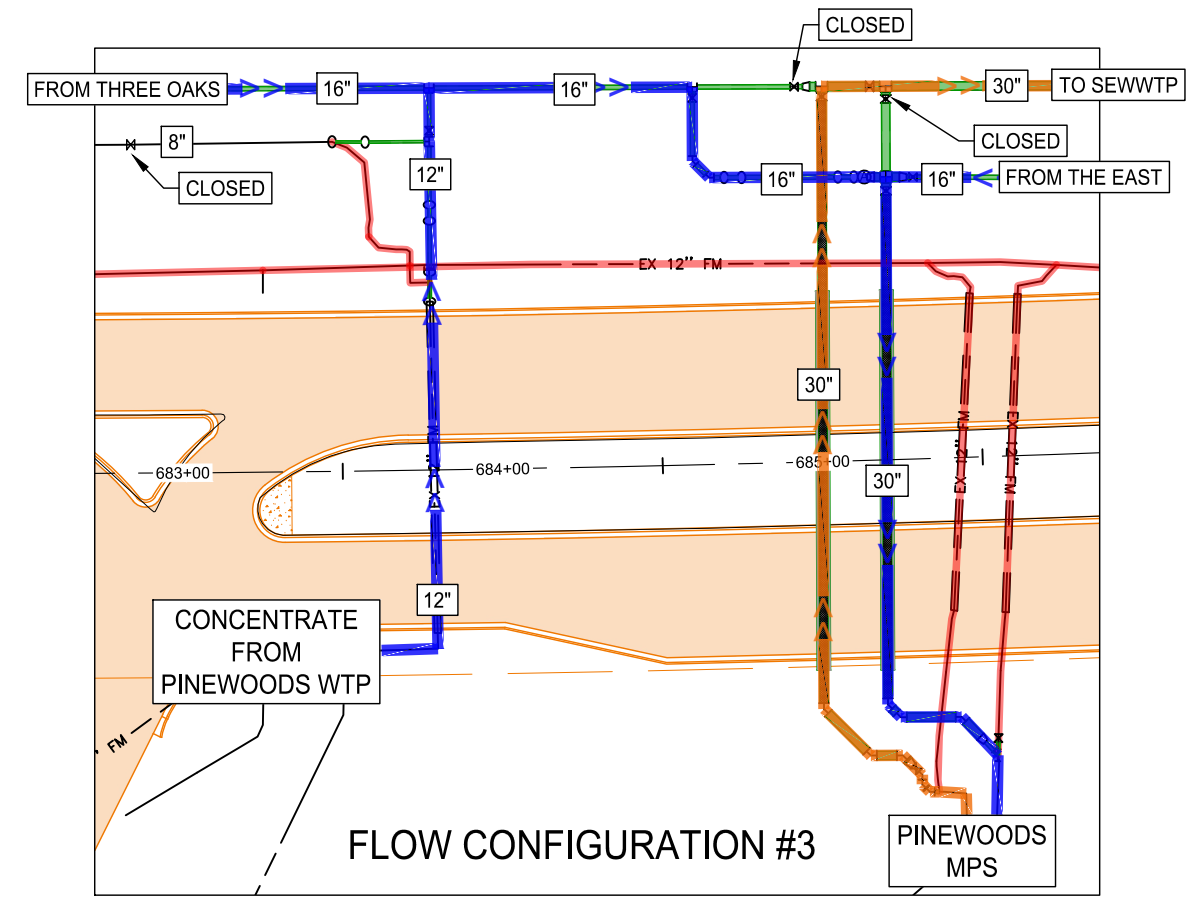 CLOSED
FROM THREE OAKS
16"
16"
30"
TO SEWWTP
8"
CLOSED
CLOSED
12"
16"
16"
FROM THE EAST
EX 12" FM
30"
683+00
684+00
685+00
EX 12" FM
EX 12" FM
30"
12"
CONCENTRATE
FROM
PINEWOODS WTP
" FM
FLOW CONFIGURATION #3
PINEWOODS
MPS